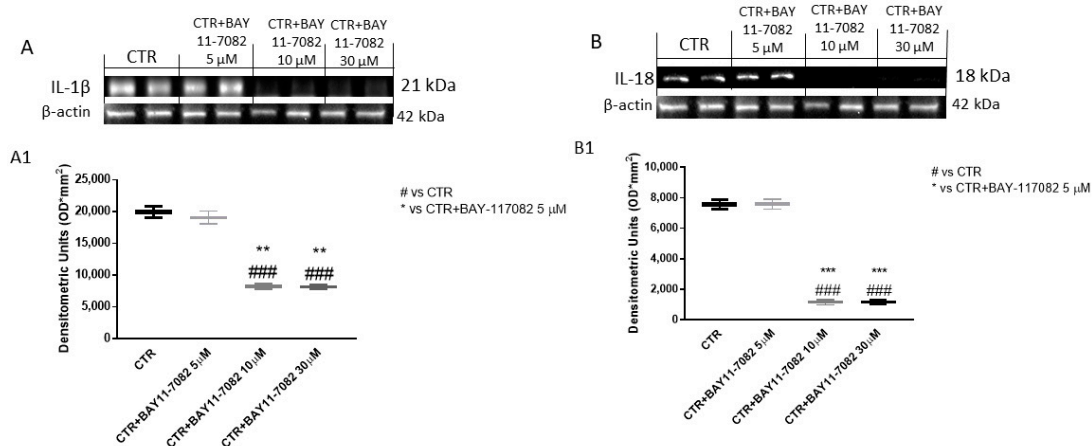 A
CTR
CTR+BAY
11-7082
5 µM
CTR+BAY
11-7082
10 µM
CTR+BAY
11-7082
30 µM
IL-1β
21 kDa
β-actin
42 kDa
A1
Densitometric Units (OD*mm²)
25,000
20,000
15,000
10,000
5,000
0
** 
###
**
###
# vs CTR
* vs CTR+BAY-117082 5 µM
CTR
CTR+BAY11-7082 5µM
CTR+BAY11-7082 10µM
CTR+BAY11-7082 30µM
B
CTR
CTR+BAY
11-7082
5 µM
CTR+BAY
11-7082
10 µM
CTR+BAY
11-7082
30 µM
IL-18
18 kDa
β-actin
42 kDa
B1
Densitometric Units (OD*mm²)
10,000
8,000
6,000
4,000
2,000
0
***
###
***
###
# vs CTR
* vs CTR+BAY-117082 5 µM
CTR
CTR+BAY11-7082 5µM
CTR+BAY11-7082 10µM
CTR+BAY11-7082 30µM